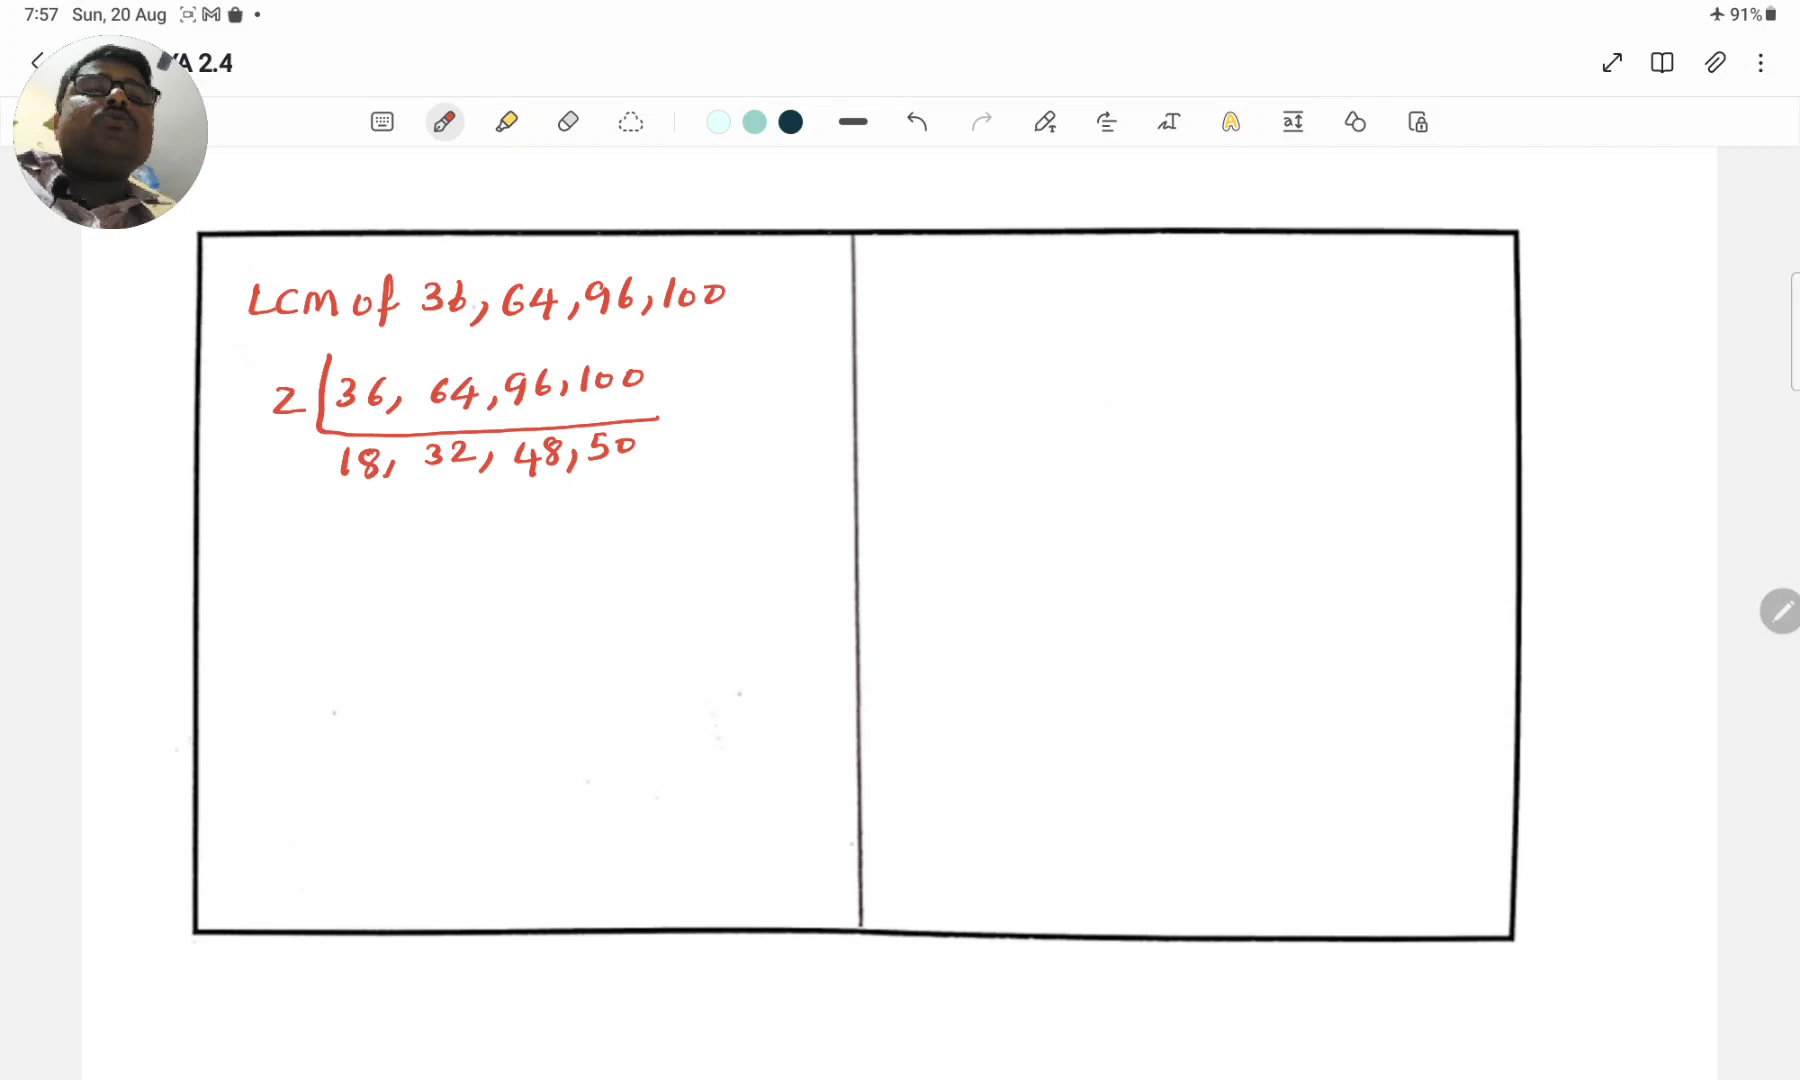 7:57 Sun, 20 Aug
91%
A 2.4
LCM of 36, 64, 96, 100
2 36, 64, 96, 100
18, 32, 48, 50